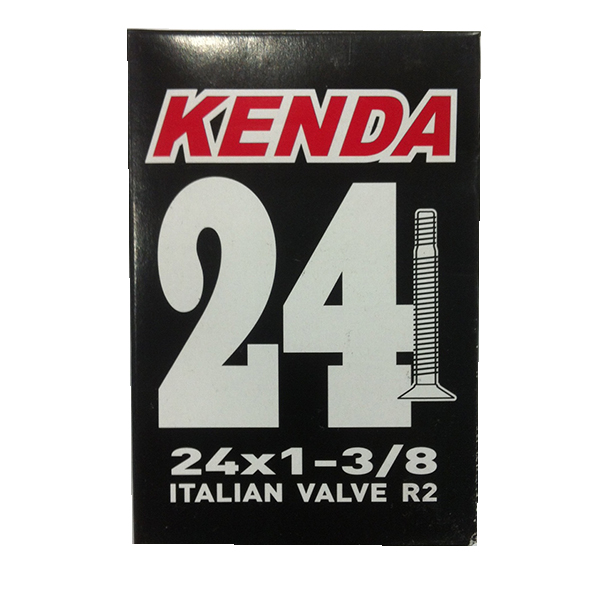 KENDA
24
24x1-3/8
ITALIAN VALVE R2